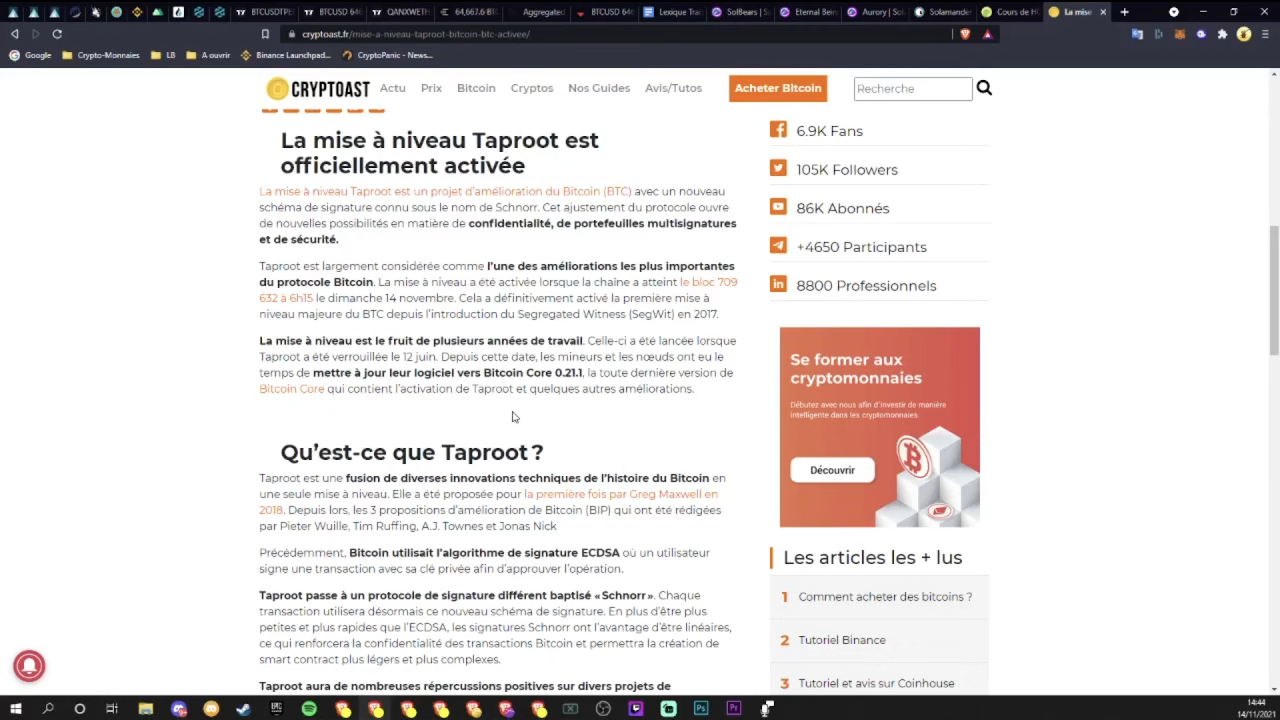 BTCUSDTPE
BTCUSD 646
QANXWETH
64,667.6 BTC
Aggregated
BTCUSD 646
Lexique Trad
SolBears | S
Eternal Bein
Aurory | Sol
Solamander
Cours de H
La mise
cryptoast.fr/mise-a-niveau-taproot-bitcoin-btc-activee/
Google
Crypto-Monnaies
LB
A ouvrir
Binance Launchpad...
CryptoPanic - News...
CRYPTOAST
Actu
Prix
Bitcoin
Cryptos
Nos Guides
Avis/Tutos
Acheter Bitcoin
Recherche
La mise à niveau Taproot est
officiellement activée
La mise à niveau Taproot est un projet d'amélioration du Bitcoin (BTC) avec un nouveau
schéma de signature connu sous le nom de Schnorr. Cet ajustement du protocole ouvre
de nouvelles possibilités en matière de confidentialité, de portefeuilles multisignatures
et de sécurité.
Taproot est largement considérée comme l'une des améliorations les plus importantes
du protocole Bitcoin. La mise à niveau a été activée lorsque la chaîne a atteint le bloc 709
632 à 6h15 le dimanche 14 novembre. Cela a définitivement activé la première mise à
niveau majeure du BTC depuis l'introduction du Segregated Witness (SegWit) en 2017.
La mise à niveau est le fruit de plusieurs années de travail. Celle-ci a été lancée lorsque
Taproot a été verrouillée le 12 juin. Depuis cette date, les mineurs et les nœuds ont eu le
temps de mettre à jour leur logiciel vers Bitcoin Core 0.21.1, la toute dernière version de
Bitcoin Core qui contient l'activation de Taproot et quelques autres améliorations.
Qu'est-ce que Taproot ?
Taproot est une fusion de diverses innovations techniques de l'histoire du Bitcoin en
une seule mise à niveau. Elle a été proposée pour la première fois par Greg Maxwell en
2018. Depuis lors, les 3 propositions d'amélioration de Bitcoin (BIP) qui ont été rédigées
par Pieter Wuille, Tim Ruffing, A.J. Townes et Jonas Nick
Précédemment, Bitcoin utilisait l'algorithme de signature ECDSA où un utilisateur
signe une transaction avec sa clé privée afin d'approuver l'opération.
Taproot passe à un protocole de signature différent baptisé « Schnorr ». Chaque
transaction utilisera désormais ce nouveau schéma de signature. En plus d'être plus
petites et plus rapides que l'ECDSA, les signatures Schnorr ont l'avantage d'être linéaires,
ce qui renforcera la confidentialité des transactions Bitcoin et permettra la création de
smart contract plus légers et plus complexes.
Taproot aura de nombreuses répercussions positives sur divers projets de
6.9K Fans
105K Followers
86K Abonnés
+4650 Participants
8800 Professionnels
Se former aux
cryptomonnaies
Débutez avec nous afin d'investir de manière
intelligente dans les cryptomonnaies.
Découvrir
Les articles les + lus
1 Comment acheter des bitcoins ?
2 Tutoriel Binance
3 Tutoriel et avis sur Coinhouse
14:44
14/11/2021